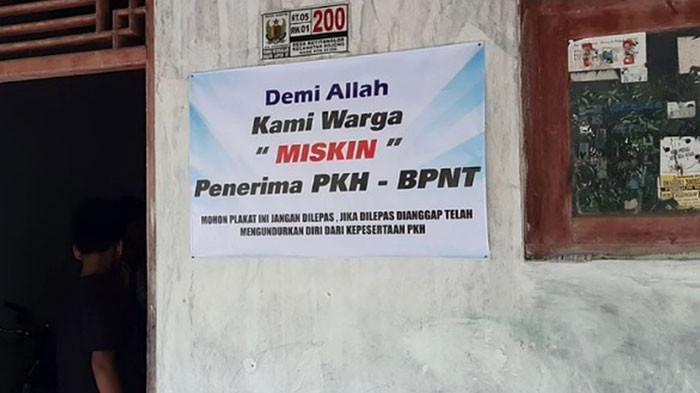 RT.05
RK.01
200
Demi Allah
Kami Warga
“ MISKIN ”
Penerima PKH - BPNT
MOHON PLAKAT INI JANGAN DILEPAS , JIKA DILEPAS DIANGGAP TELAH
MENGUNDURKAN DIRI DARI KEPESERTAAN PKH